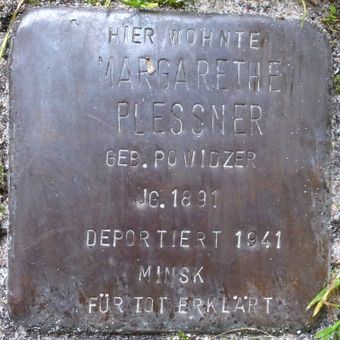 HIER WOHNTE
MARGARETHE
PLESSNER
GEB. POWIDZER
JG. 1891
DEPORTIERT 1941
MINSK
FÜR TOT ERKLÄRT